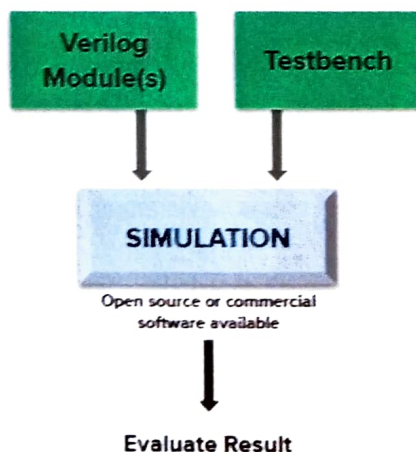 Verilog
Module(s)
Testbench
SIMULATION
Open source or commercial
software available
Evaluate Result